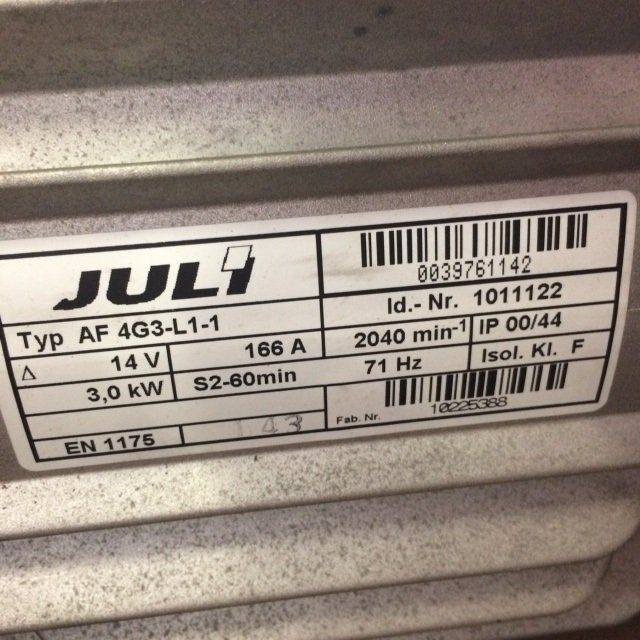 JULI
0039761142
Typ AF 4G3-L1-1
Id.- Nr. 1011122
Δ 14 V 166 A 2040 min-1 IP 00/44
3,0 kW S2-60min 71 Hz Isol. Kl. F
EN 1175 143 Fab. Nr. 10225388